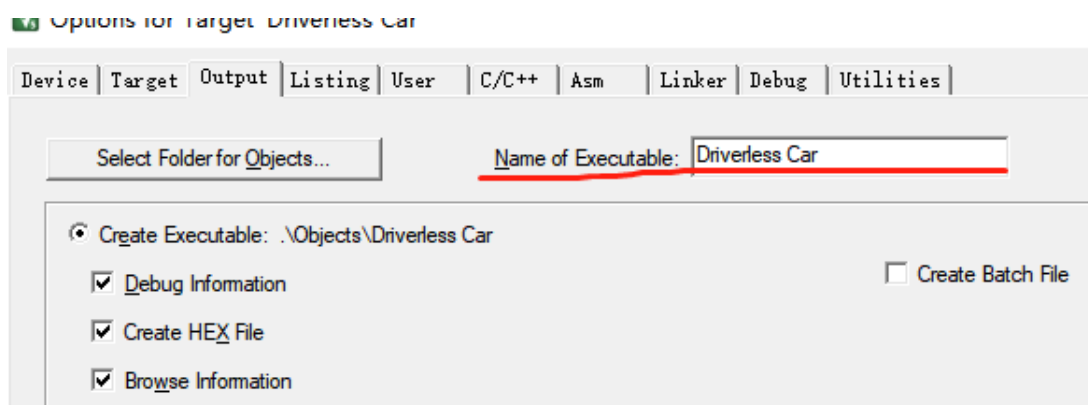 Options for Target 'Driverless Car'
Device Target Output Listing User C/C++ Asm Linker Debug Utilities
Select Folder for Objects... Name of Executable: Driverless Car
Create Executable: .\Objects\Driverless Car
Debug Information
Create Batch File
Create HEX File
Browse Information